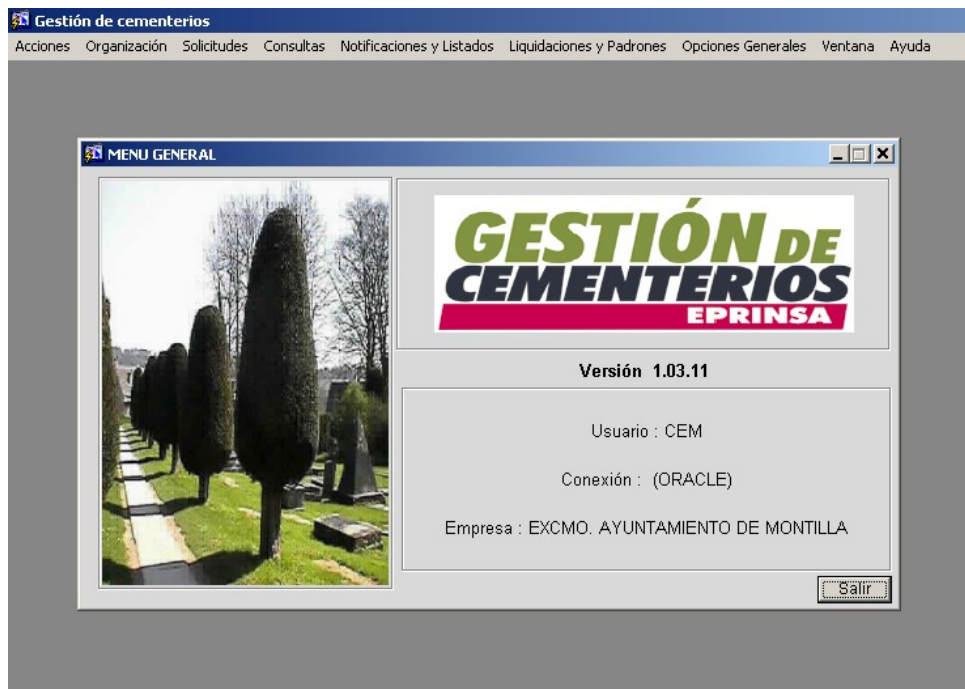 Gestión de cementerios
Acciones Organización Solicitudes Consultas Notificaciones y Listados Liquidaciones y Padrones Opciones Generales Ventana Ayuda
MENU GENERAL
GESTIÓN DE
CEMENTERIOS
EPRINSA
Versión 1.03.11
Usuario : CEM
Conexión : (ORACLE)
Empresa : EXCMO. AYUNTAMIENTO DE MONTILLA
Salir